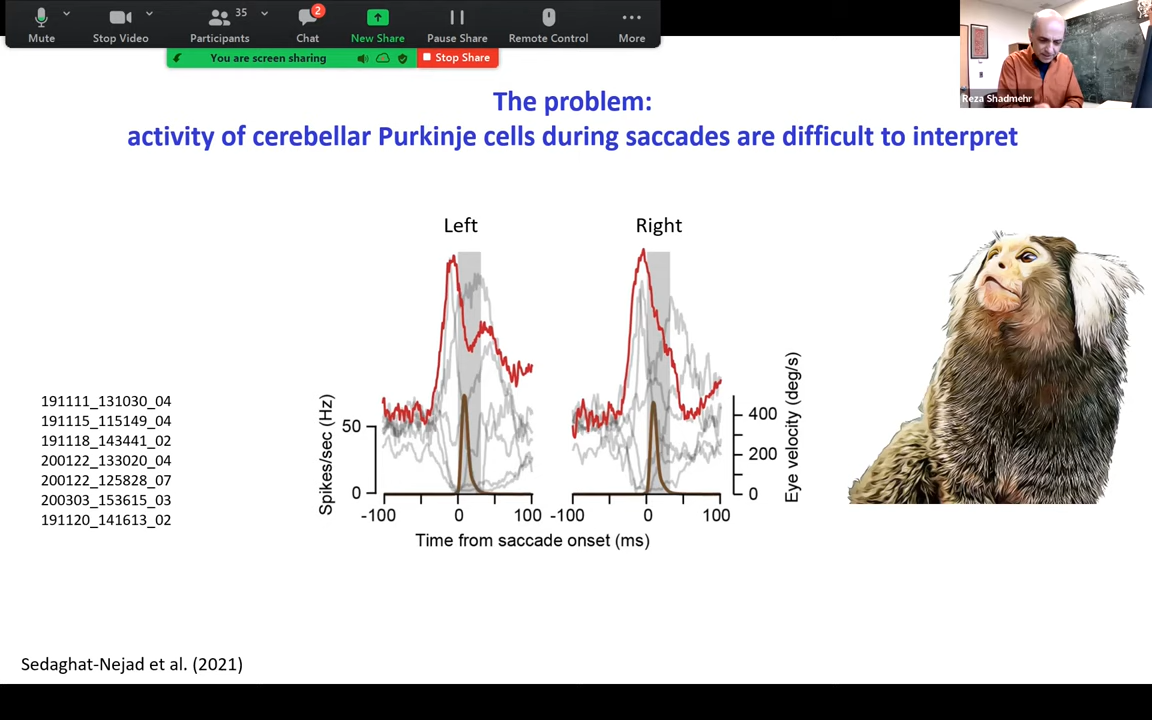 Mute
Stop Video
Participants
35
Chat
2
New Share
Pause Share
Remote Control
More
You are screen sharing
Stop Share
Reza Shadmehr
The problem:
activity of cerebellar Purkinje cells during saccades are difficult to interpret
Left
Right
191111_131030_04
191115_115149_04
191118_143441_02
200122_133020_04
200122_125828_07
200303_153615_03
191120_141613_02
Spikes/sec (Hz)
50
0
-100 0 100
-100 0 100
400
200
0
Eye velocity (deg/s)
Time from saccade onset (ms)
Sedaghat-Nejad et al. (2021)